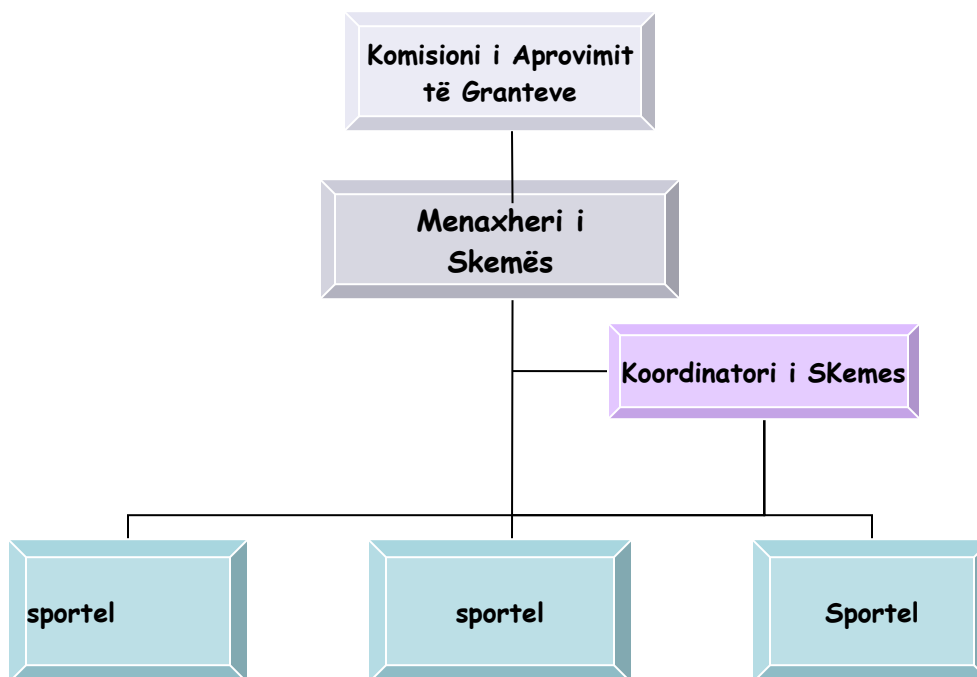 Komisioni i Aprovimit
të Granteve
Menaxheri i
Skemës
Koordinatori i SKemes
sportel
sportel
Sportel